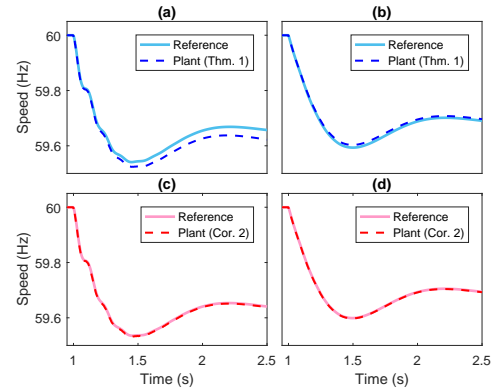 (a)
(b)
60
59.8
59.6
Speed (Hz)
Reference
Plant (Thm. 1)
Reference
Plant (Thm. 1)
(c)
(d)
60
59.8
59.6
Speed (Hz)
Reference
Plant (Cor. 2)
Reference
Plant (Cor. 2)
1 1.5 2 2.5
1 1.5 2 2.5
Time (s)
Time (s)